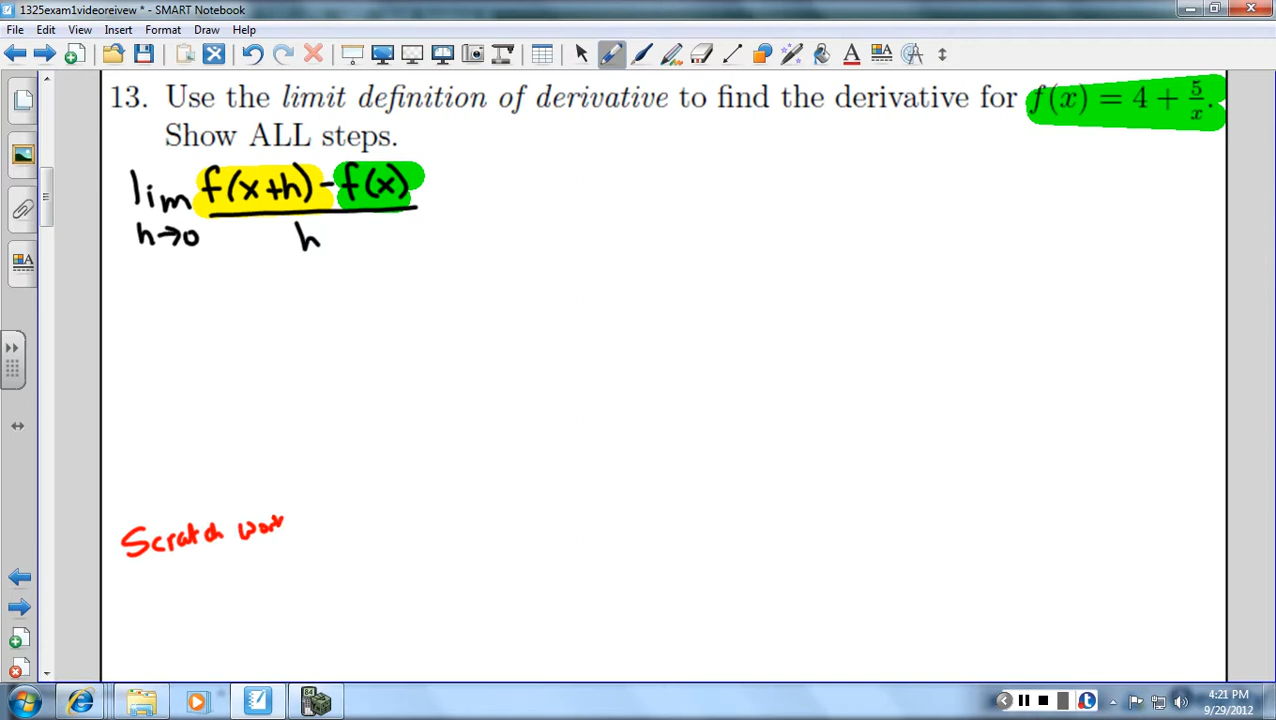 1325exam1videoreivew * - SMART Notebook
File Edit View Insert Format Draw Help
13. Use the limit definition of derivative to find the derivative for f(x) = 4 + 5/x.
Show ALL steps.
lim f(x+h) - f(x)
h→0 h
Scratch work
4:21 PM
9/29/2012